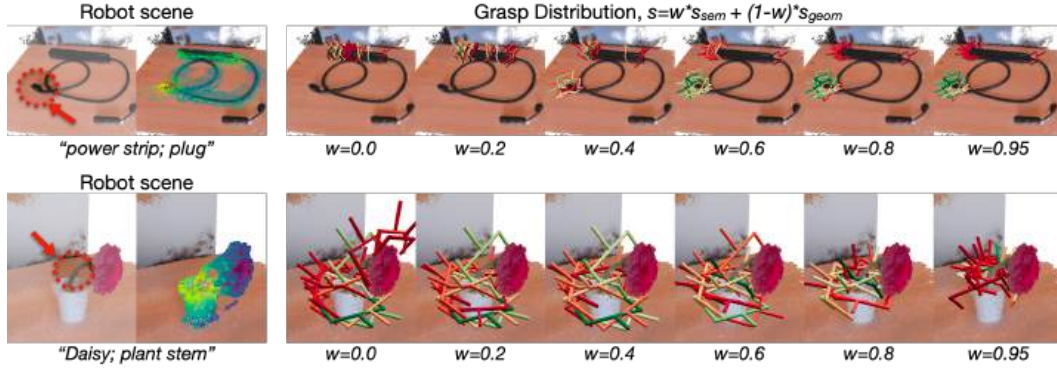 Robot scene
Grasp Distribution, s=w*s_sem + (1-w)*s_geom
w=0.0 w=0.2 w=0.4 w=0.6 w=0.8 w=0.95
“power strip; plug”
Robot scene
w=0.0 w=0.2 w=0.4 w=0.6 w=0.8 w=0.95
“Daisy; plant stem”